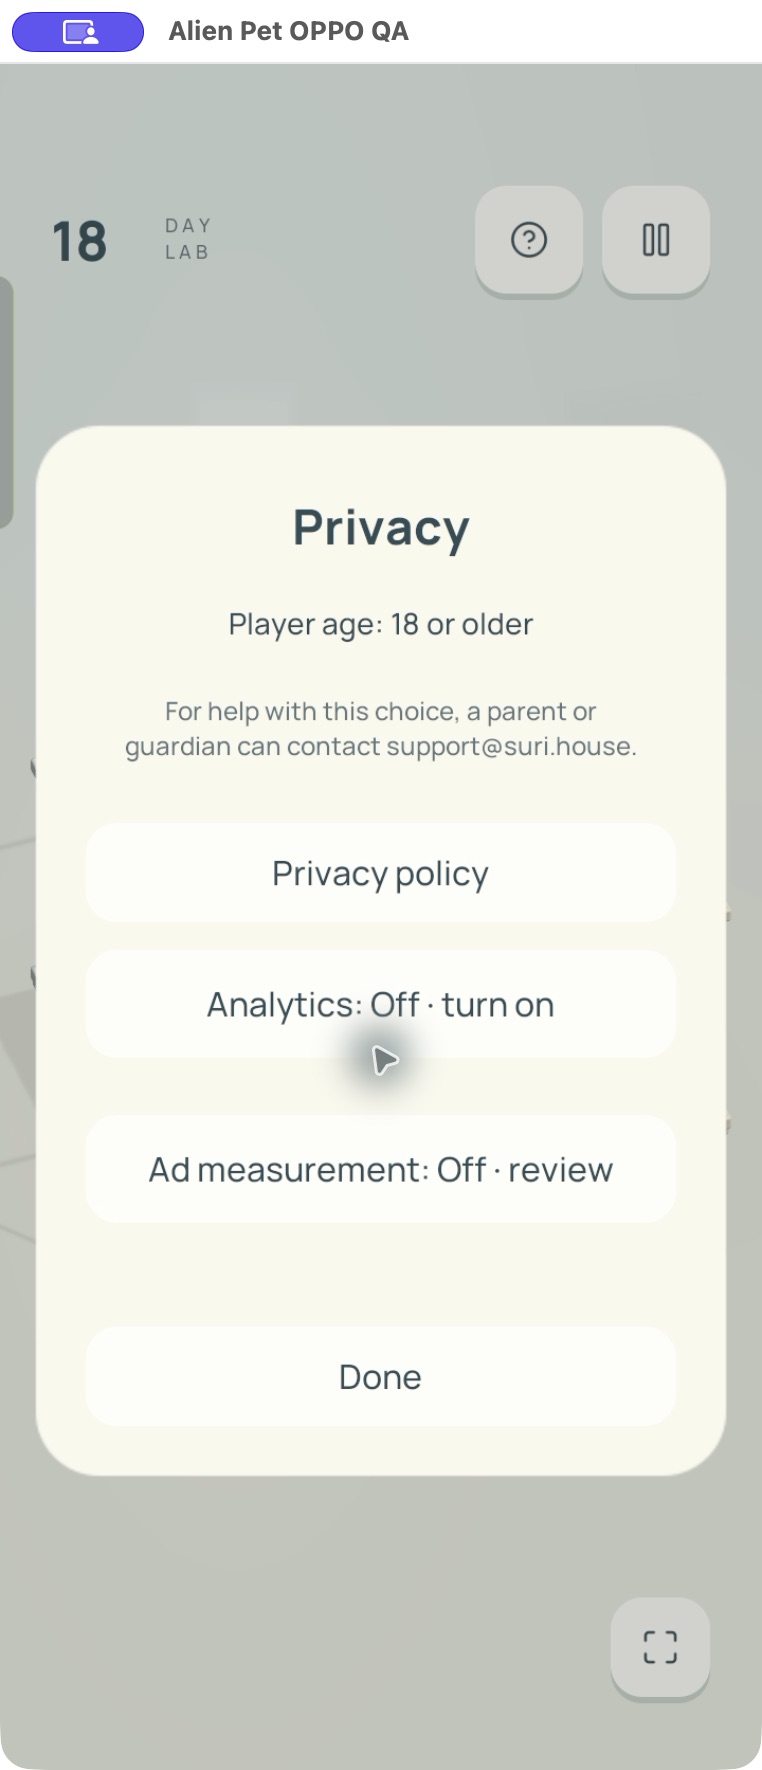 Alien Pet OPPO QA
18
DAY
LAB
Privacy
Player age: 18 or older
For help with this choice, a parent or
guardian can contact support@suri.house.
Privacy policy
Analytics: Off · turn on
Ad measurement: Off · review
Done